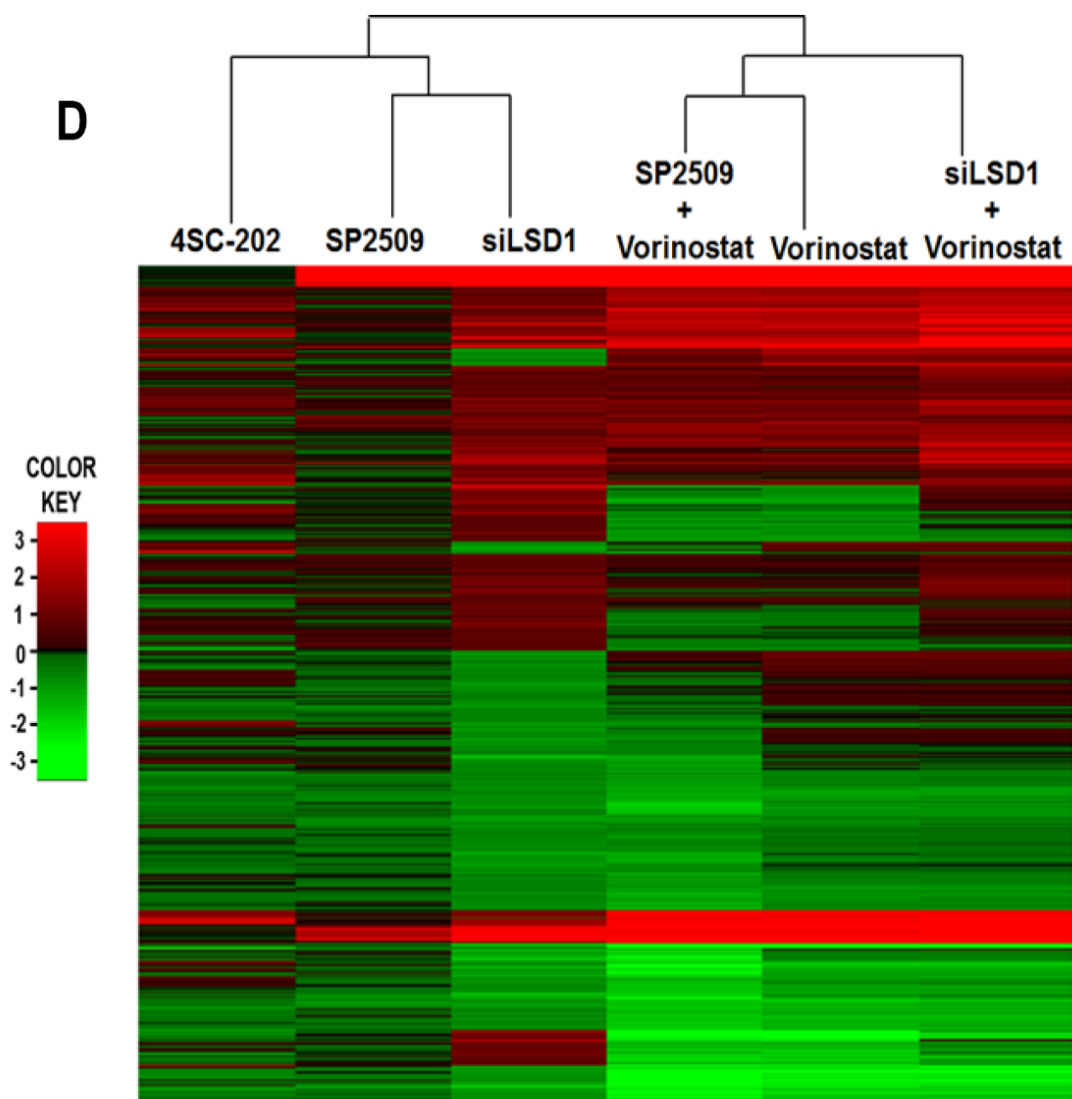 D
4SC-202
SP2509
siLSD1
SP2509
+
Vorinostat
Vorinostat
siLSD1
+
Vorinostat
COLOR
KEY
3
2
1
0
-1
-2
-3